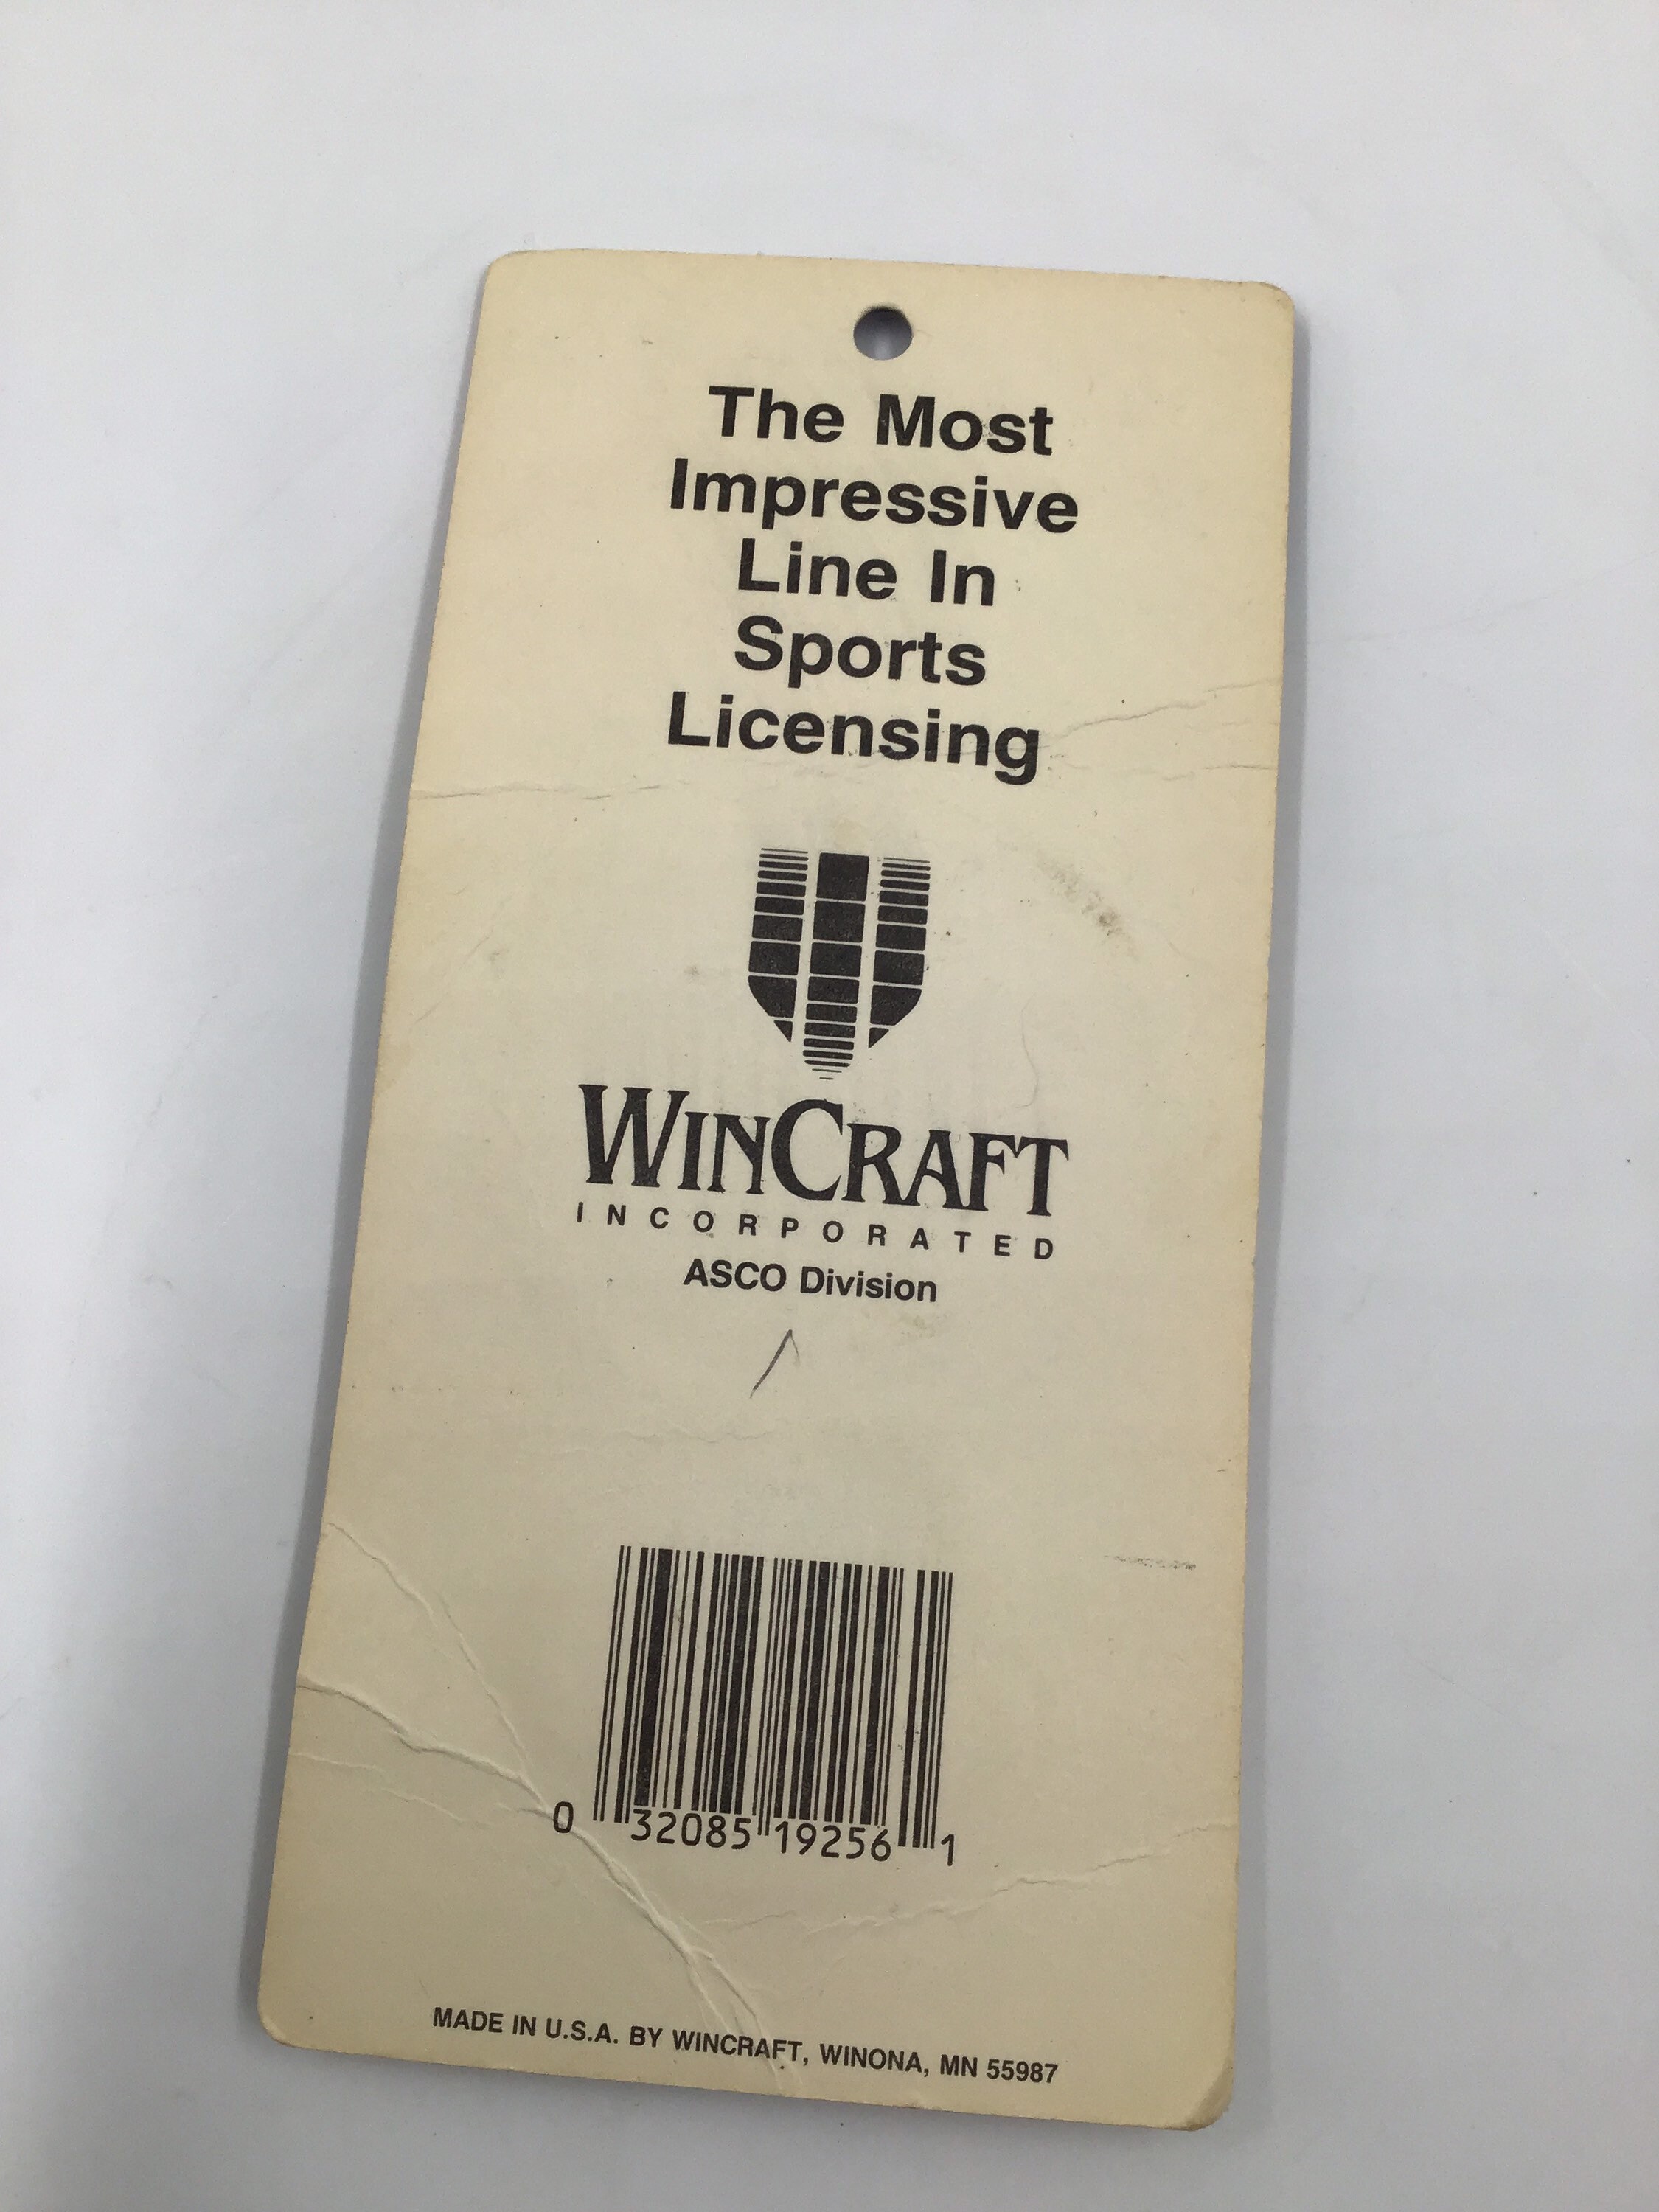 The Most
Impressive
Line In
Sports
Licensing
WINCRAFT
INCORPORATED
ASCO Division
0 32085 19256 1
MADE IN U.S.A. BY WINCRAFT, WINONA, MN 55987